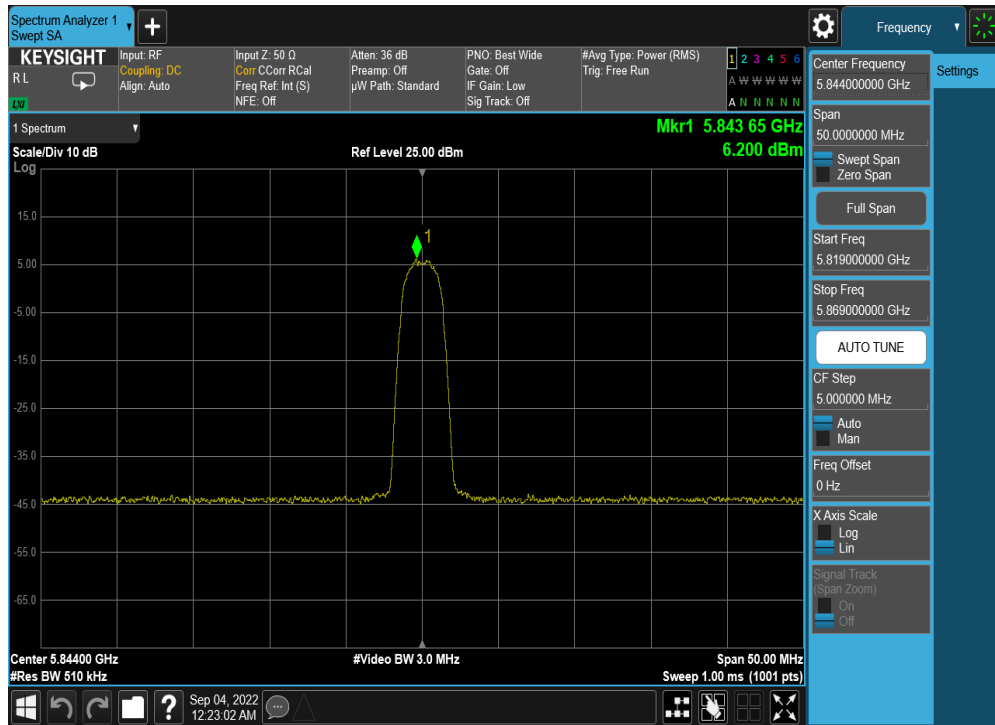 Spectrum Analyzer 1
Swept SA
+
Frequency
KEYSIGHT
R L
LXI
Input: RF
Coupling: DC
Align: Auto
Input Z: 50 Ω
Corr CCorr RCal
Freq Ref: Int (S)
NFE: Off
Atten: 36 dB
Preamp: Off
µW Path: Standard
PNO: Best Wide
Gate: Off
IF Gain: Low
Sig Track: Off
#Avg Type: Power (RMS)
Trig: Free Run
1 2 3 4 5 6
A W W W W W
A N N N N N
1 Spectrum
Mkr1 5.843 65 GHz
6.200 dBm
Scale/Div 10 dB
Ref Level 25.00 dBm
Log
1
15.0
5.00
-5.00
-15.0
-25.0
-35.0
-45.0
-55.0
-65.0
Center 5.84400 GHz
#Video BW 3.0 MHz
Span 50.00 MHz
#Res BW 510 kHz
Sweep 1.00 ms (1001 pts)
Center Frequency
5.844000000 GHz
Settings
Span
50.0000000 MHz
Swept Span
Zero Span
Full Span
Start Freq
5.819000000 GHz
Stop Freq
5.869000000 GHz
AUTO TUNE
CF Step
5.000000 MHz
Auto
Man
Freq Offset
0 Hz
X Axis Scale
Log
Lin
Signal Track
(Span Zoom)
On
Off
?
Sep 04, 2022
12:23:02 AM